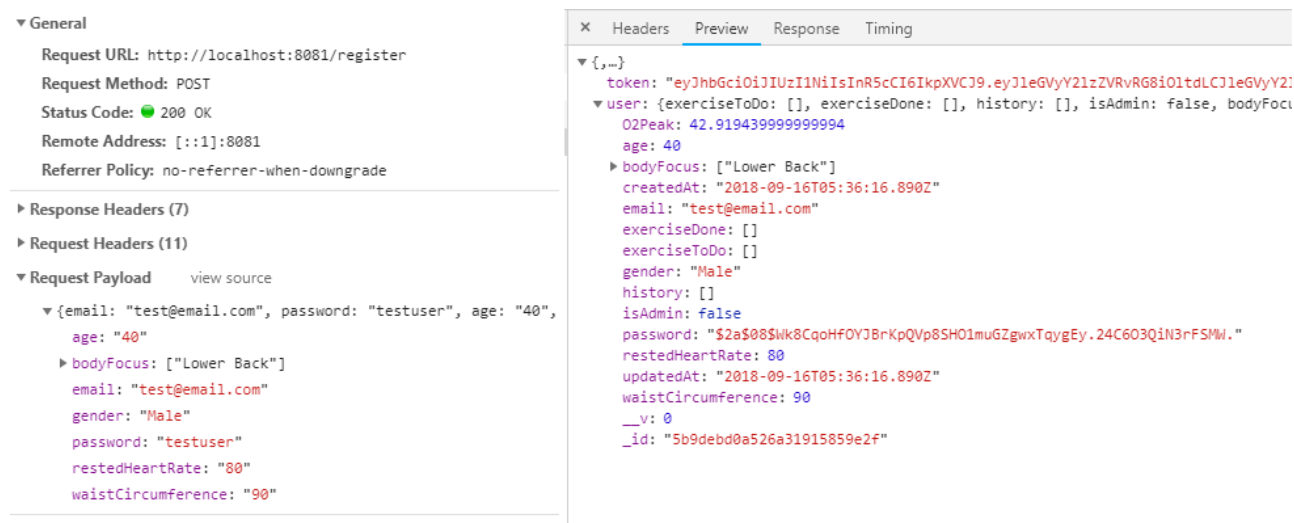 General
Request URL: http://localhost:8081/register
Request Method: POST
Status Code: 200 OK
Remote Address: [::1]:8081
Referrer Policy: no-referrer-when-downgrade
Response Headers (7)
Request Headers (11)
Request Payload view source
{email: "test@email.com", password: "testuser", age: "40",
age: "40"
bodyFocus: ["Lower Back"]
email: "test@email.com"
gender: "Male"
password: "testuser"
restedHeartRate: "80"
waistCircumference: "90"
× Headers Preview Response Timing
{,…}
token: "eyJhbGciOiJIUzI1NiIsInR5cCI6IkpXVCJ9.eyJleGVyY2lzZVRvRG8iOltdLCJleGVyY2l
user: {exerciseToDo: [], exerciseDone: [], history: [], isAdmin: false, bodyFocu
O2Peak: 42.919439999999994
age: 40
bodyFocus: ["Lower Back"]
createdAt: "2018-09-16T05:36:16.890Z"
email: "test@email.com"
exerciseDone: []
exerciseToDo: []
gender: "Male"
history: []
isAdmin: false
password: "$2a$08$Wk8CqoHfOYJBrKpQVp8SHO1muGZgwxTqygEy.24C6O3QiN3rFSMW."
restedHeartRate: 80
updatedAt: "2018-09-16T05:36:16.890Z"
waistCircumference: 90
__v: 0
_id: "5b9debd0a526a31915859e2f"